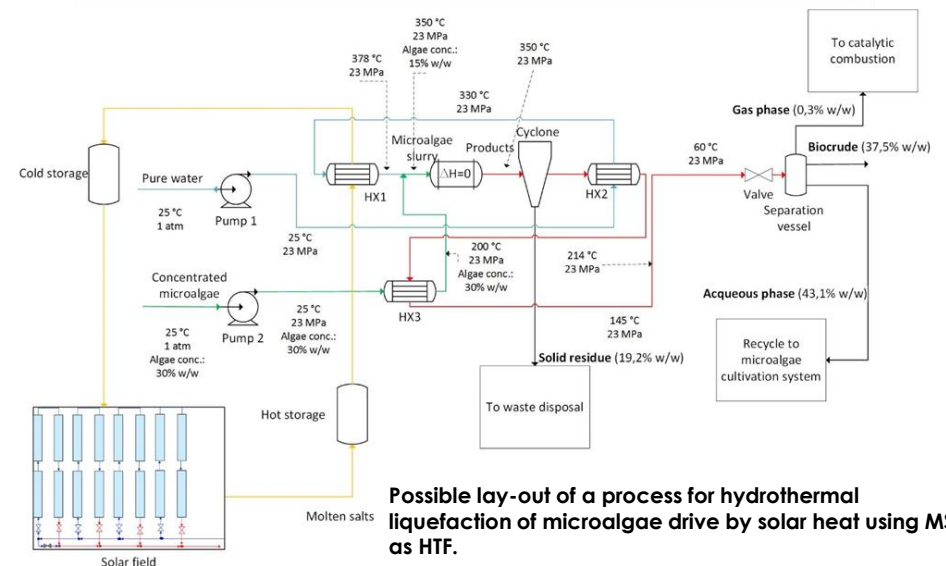 350 °C
23 MPa
Algae conc.:
15% w/w
378 °C
23 MPa
350 °C
23 MPa
330 °C
23 MPa
To catalytic
combustion
Gas phase (0,3% w/w)
Biocrude (37,5% w/w)
Microalgae
slurry
Products
Cyclone
60 °C
23 MPa
Cold storage
Pure water
ΔH=0
HX1
HX2
Valve
Separation
vessel
Pump 1
25 °C
1 atm
25 °C
23 MPa
200 °C
23 MPa
Algae conc.:
30% w/w
214 °C
23 MPa
Concentrated
microalgae
Acqueous phase (43,1% w/w)
HX3
Pump 2
25 °C
23 MPa
Algae conc.:
30% w/w
25 °C
1 atm
Algae conc.:
30% w/w
145 °C
23 MPa
Solid residue (19,2% w/w)
Recycle to
microalgae
cultivation system
To waste disposal
Hot storage
Molten salts
Solar field
Possible lay-out of a process for hydrothermal
liquefaction of microalgae drive by solar heat using MS
as HTF.